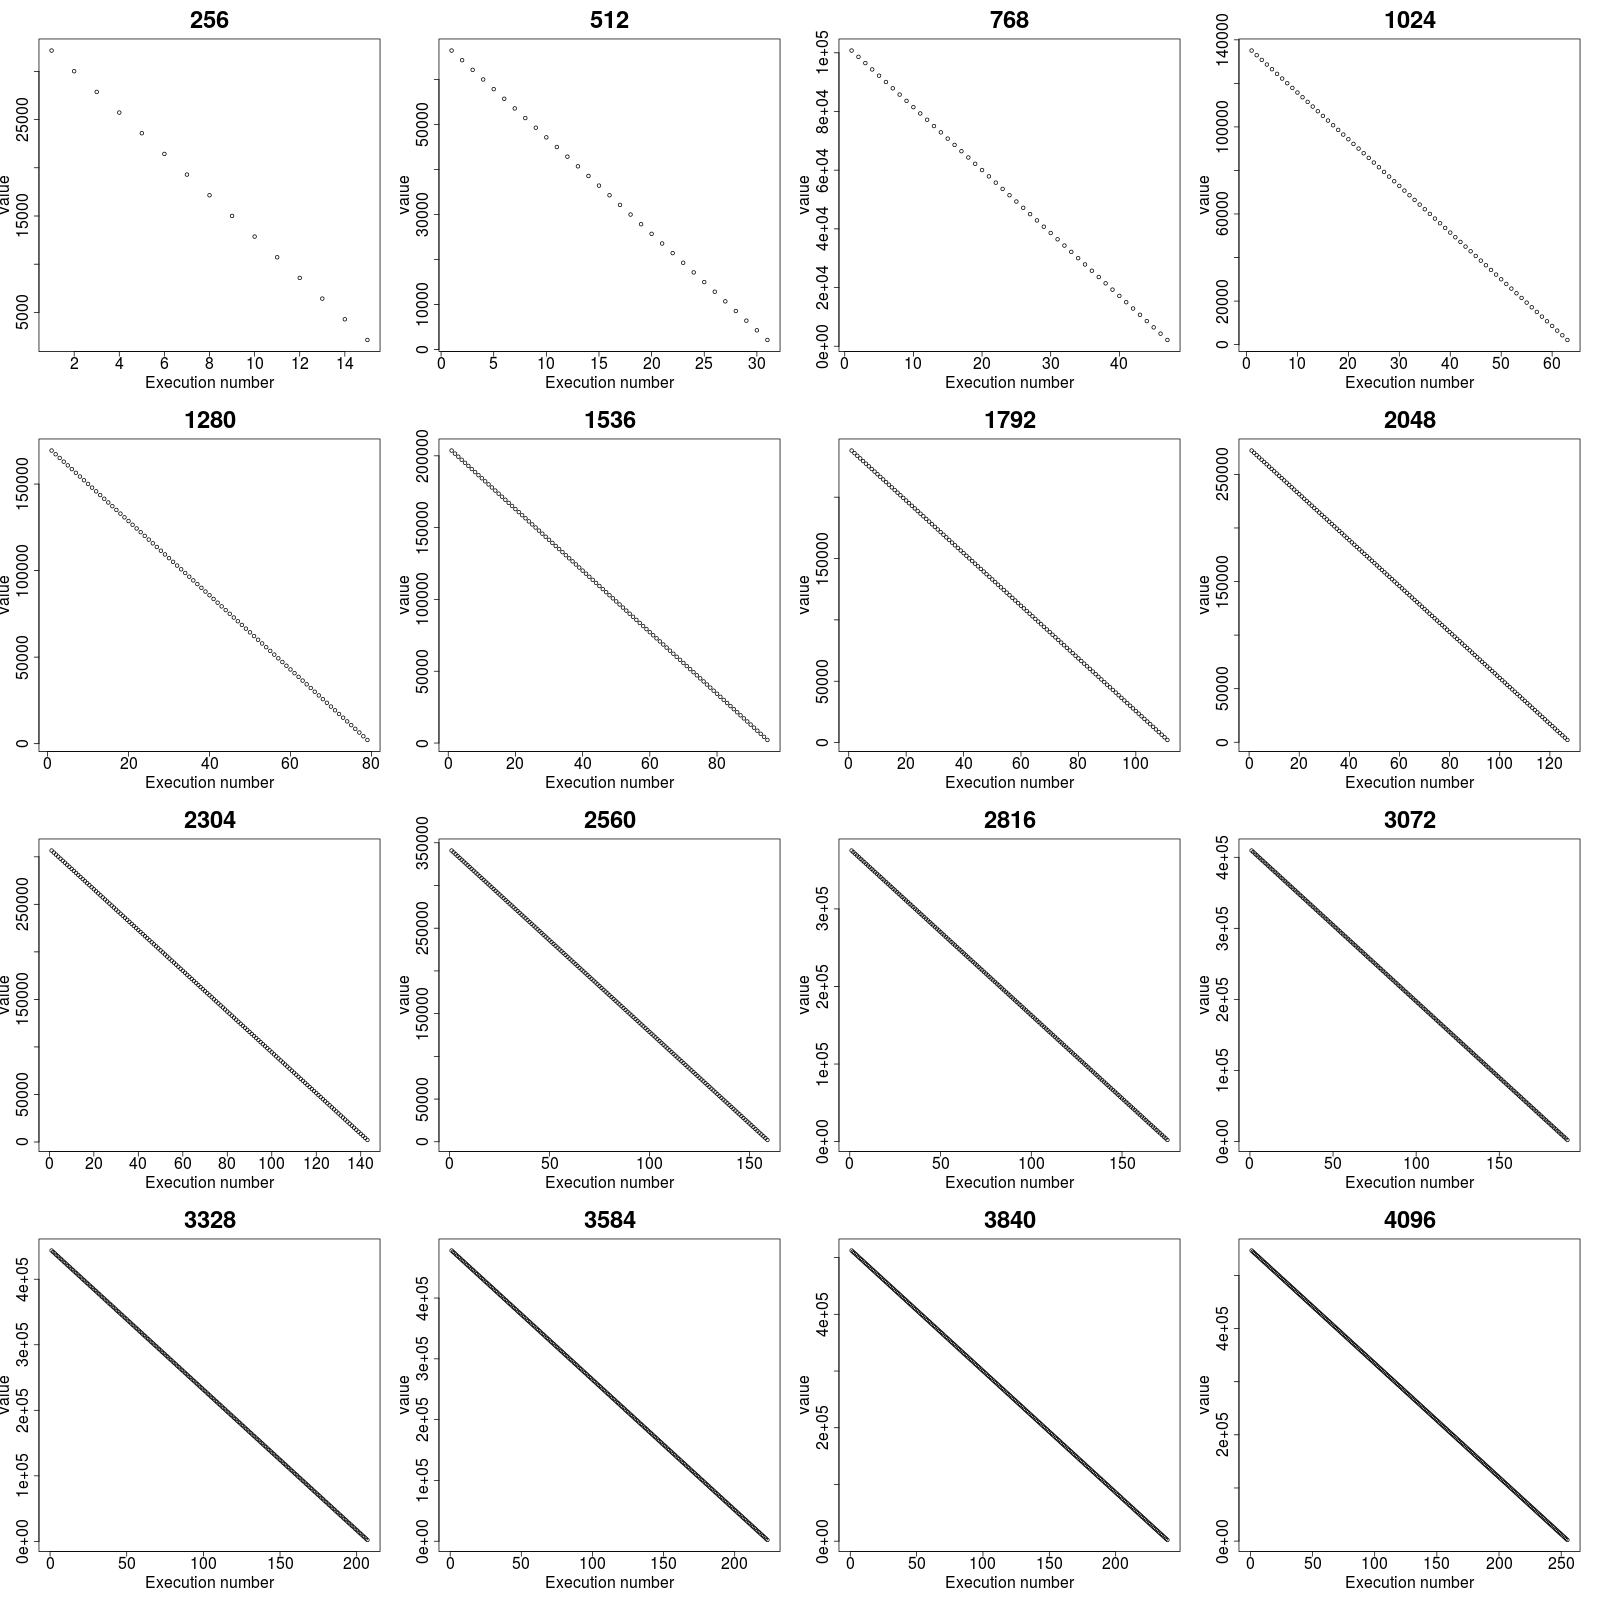 256
25000
15000
5000
value
2 4 6 8 10 12 14
Execution number
512
50000
30000
10000
0
value
0 5 10 15 20 25 30
Execution number
768
1e+05
8e+04
6e+04
4e+04
2e+04
0e+00
value
0 10 20 30 40
Execution number
1024
140000
100000
60000
20000
0
value
0 10 20 30 40 50 60
Execution number
1280
150000
100000
50000
0
value
0 20 40 60 80
Execution number
1536
200000
150000
100000
50000
0
value
0 20 40 60 80
Execution number
1792
150000
50000
0
value
0 20 40 60 80 100
Execution number
2048
250000
150000
50000
0
value
0 20 40 60 80 100 120
Execution number
2304
250000
150000
50000
0
value
0 20 40 60 80 100 120 140
Execution number
2560
350000
250000
150000
50000
0
value
0 50 100 150
Execution number
2816
3e+05
2e+05
1e+05
0e+00
value
0 50 100 150
Execution number
3072
4e+05
3e+05
2e+05
1e+05
0e+00
value
0 50 100 150
Execution number
3328
4e+05
3e+05
2e+05
1e+05
0e+00
value
0 50 100 150 200
Execution number
3584
4e+05
3e+05
2e+05
1e+05
0e+00
value
0 50 100 150 200
Execution number
3840
4e+05
2e+05
0e+00
value
0 50 100 150 200
Execution number
4096
4e+05
2e+05
0e+00
value
0 50 100 150 200 250
Execution number